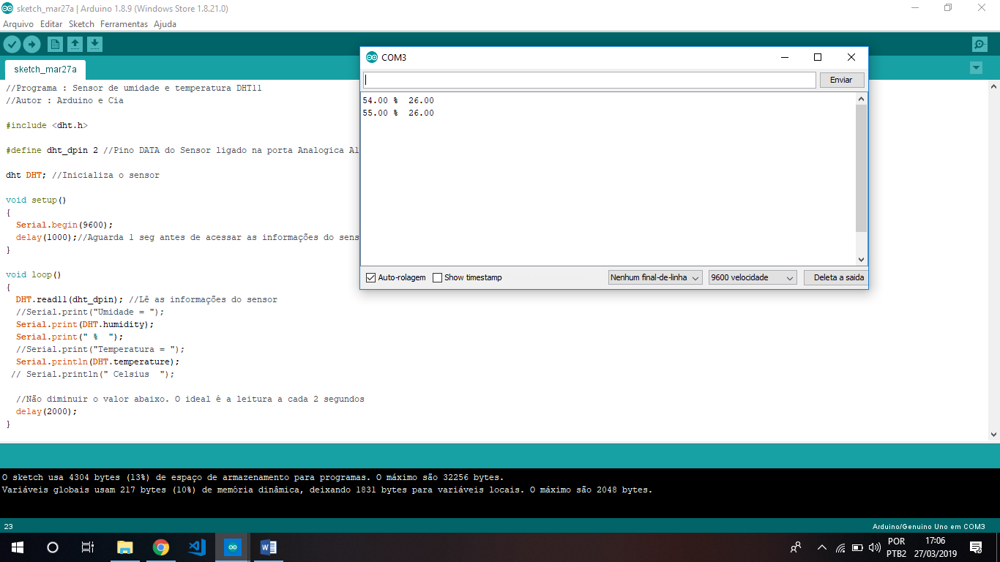 sketch_mar27a | Arduino 1.8.9 (Windows Store 1.8.21.0)
Arquivo Editar Sketch Ferramentas Ajuda
sketch_mar27a
//Programa : Sensor de umidade e temperatura DHT11
//Autor : Arduino e Cia
#include <dht.h>
#define dht_dpin 2 //Pino DATA do Sensor ligado na porta Analogica A1
dht DHT; //Inicializa o sensor
void setup()
{
Serial.begin(9600);
delay(1000);//Aguarda 1 seg antes de acessar as informações do sens
}
void loop()
{
DHT.read11(dht_dpin); //Lê as informações do sensor
//Serial.print("Umidade = ");
Serial.print(DHT.humidity);
Serial.print(" %  ");
//Serial.print("Temperatura = ");
Serial.println(DHT.temperature);
// Serial.println(" Celsius  ");
//Não diminuir o valor abaixo. O ideal é a leitura a cada 2 segundos
delay(2000);
}
COM3
Enviar
54.00 %  26.00
55.00 %  26.00
Auto-rolagem Show timestamp Nenhum final-de-linha 9600 velocidade Deleta a saida
O sketch usa 4304 bytes (13%) de espaço de armazenamento para programas. O máximo são 32256 bytes.
Variáveis globais usam 217 bytes (10%) de memória dinâmica, deixando 1831 bytes para variáveis locais. O máximo são 2048 bytes.
23 Arduino/Genuino Uno em COM3
POR 17:06
PTB2 27/03/2019